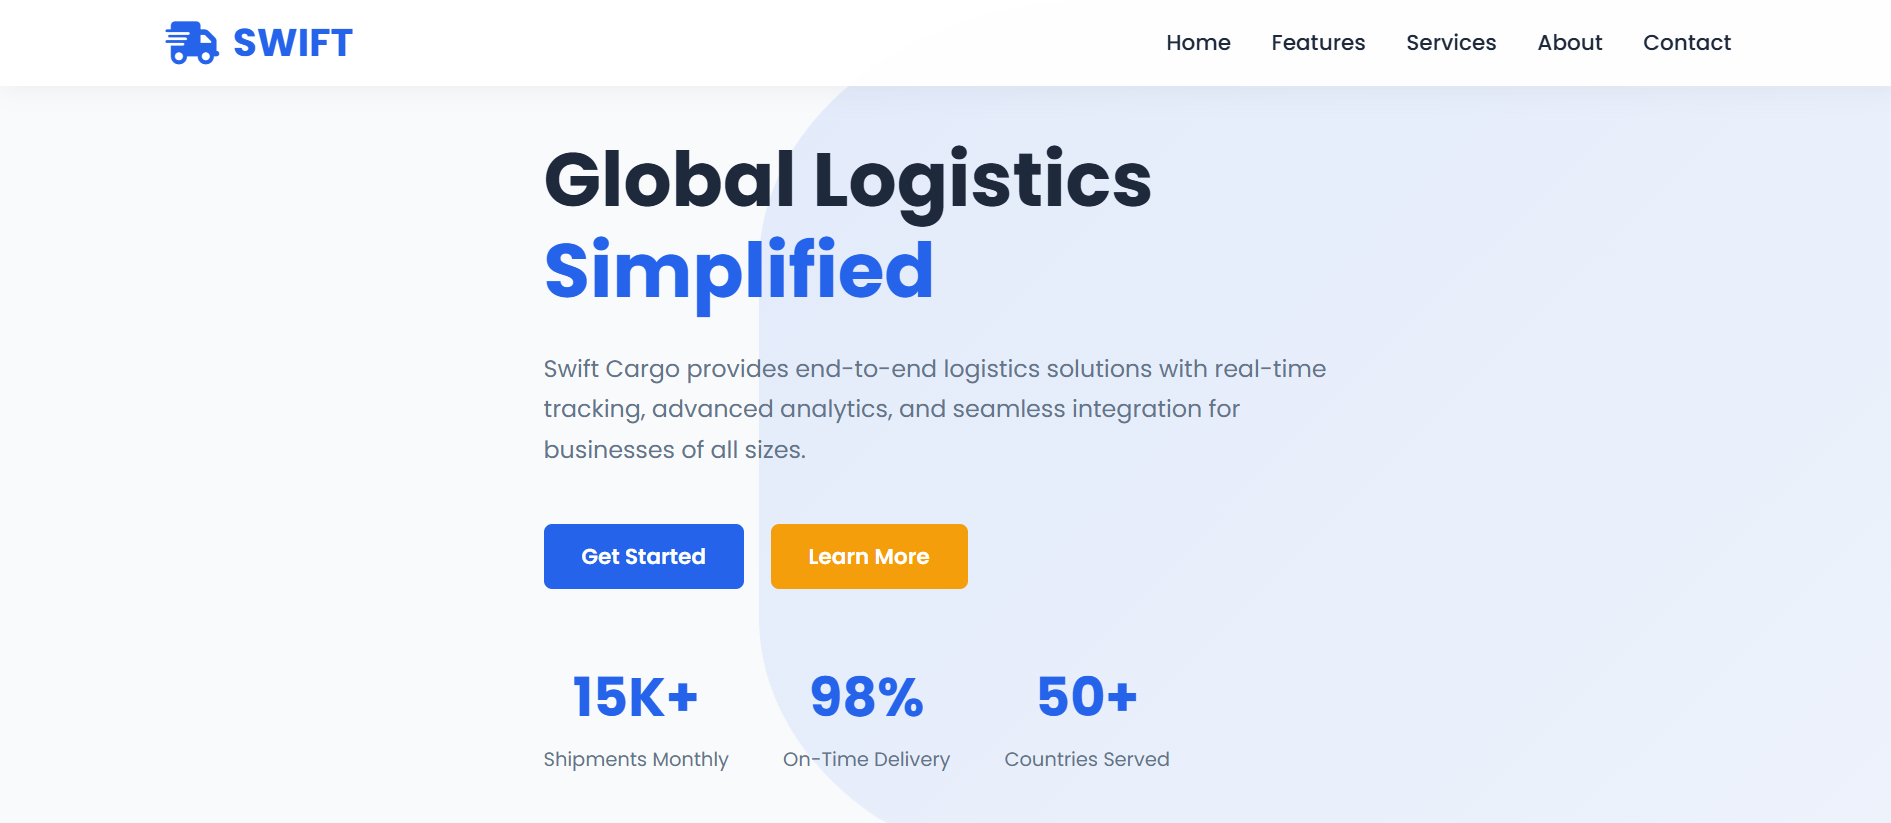 SWIFT
Home Features Services About Contact
Global Logistics
Simplified
Swift Cargo provides end-to-end logistics solutions with real-time
tracking, advanced analytics, and seamless integration for
businesses of all sizes.
Get Started Learn More
15K+ 98% 50+
Shipments Monthly On-Time Delivery Countries Served